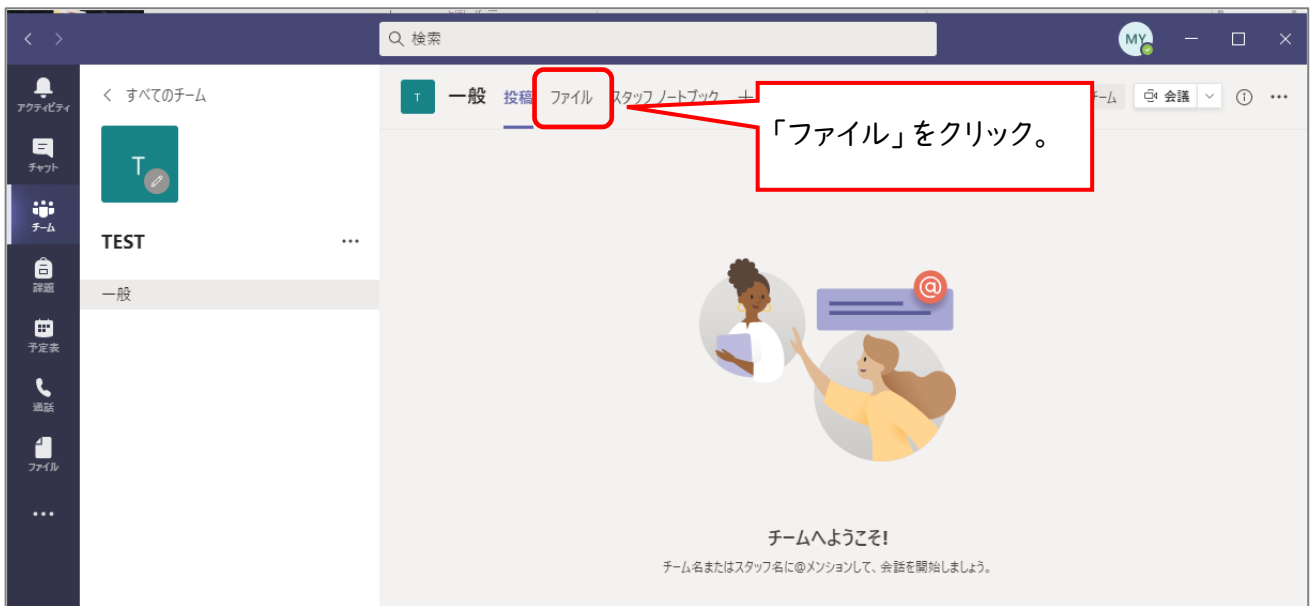 検索
MY
アクティビティ
チャット
チーム
課題
予定表
通話
ファイル
すべてのチーム
T
TEST
一般
T 一般 投稿 ファイル スタッフ ノートブック +
会議
「ファイル」をクリック。
チームへようこそ!
チーム名またはスタッフ名に@メンションして、会話を開始しましょう。